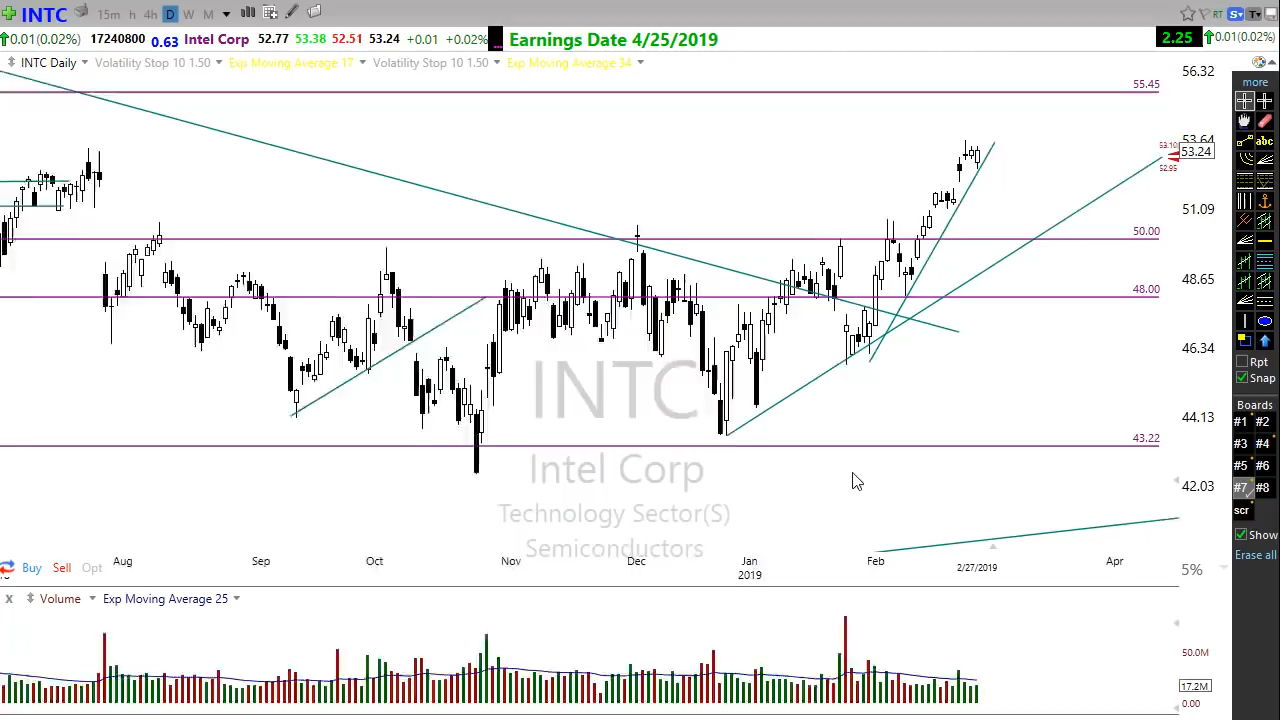 INTC 15m h 4h D W M RT S T
0.01(0.02%) 17240800 0.63 Intel Corp 52.77 53.38 52.51 53.24 +0.01 +0.02% Earnings Date 4/25/2019 2.25 0.01(0.02%)
INTC Daily Volatility Stop 10 1.50 Exp Moving Average 17 Volatility Stop 10 1.50 Exp Moving Average 34
more
abc
Rpt
Snap
Boards
#1 #2
#3 #4
#5 #6
#7 #8
scr
Show
Erase all
56.32
55.45
53.64
53.10
53.24
52.95
51.09
50.00
48.65
48.00
46.34
44.13
43.22
42.03
INTC
Intel Corp
Technology Sector(S)
Semiconductors
Aug Sep Oct Nov Dec Jan Feb Apr
2019 2/27/2019
Buy Sell Opt 5%
X Volume Exp Moving Average 25
50.0M
17.2M
0.00